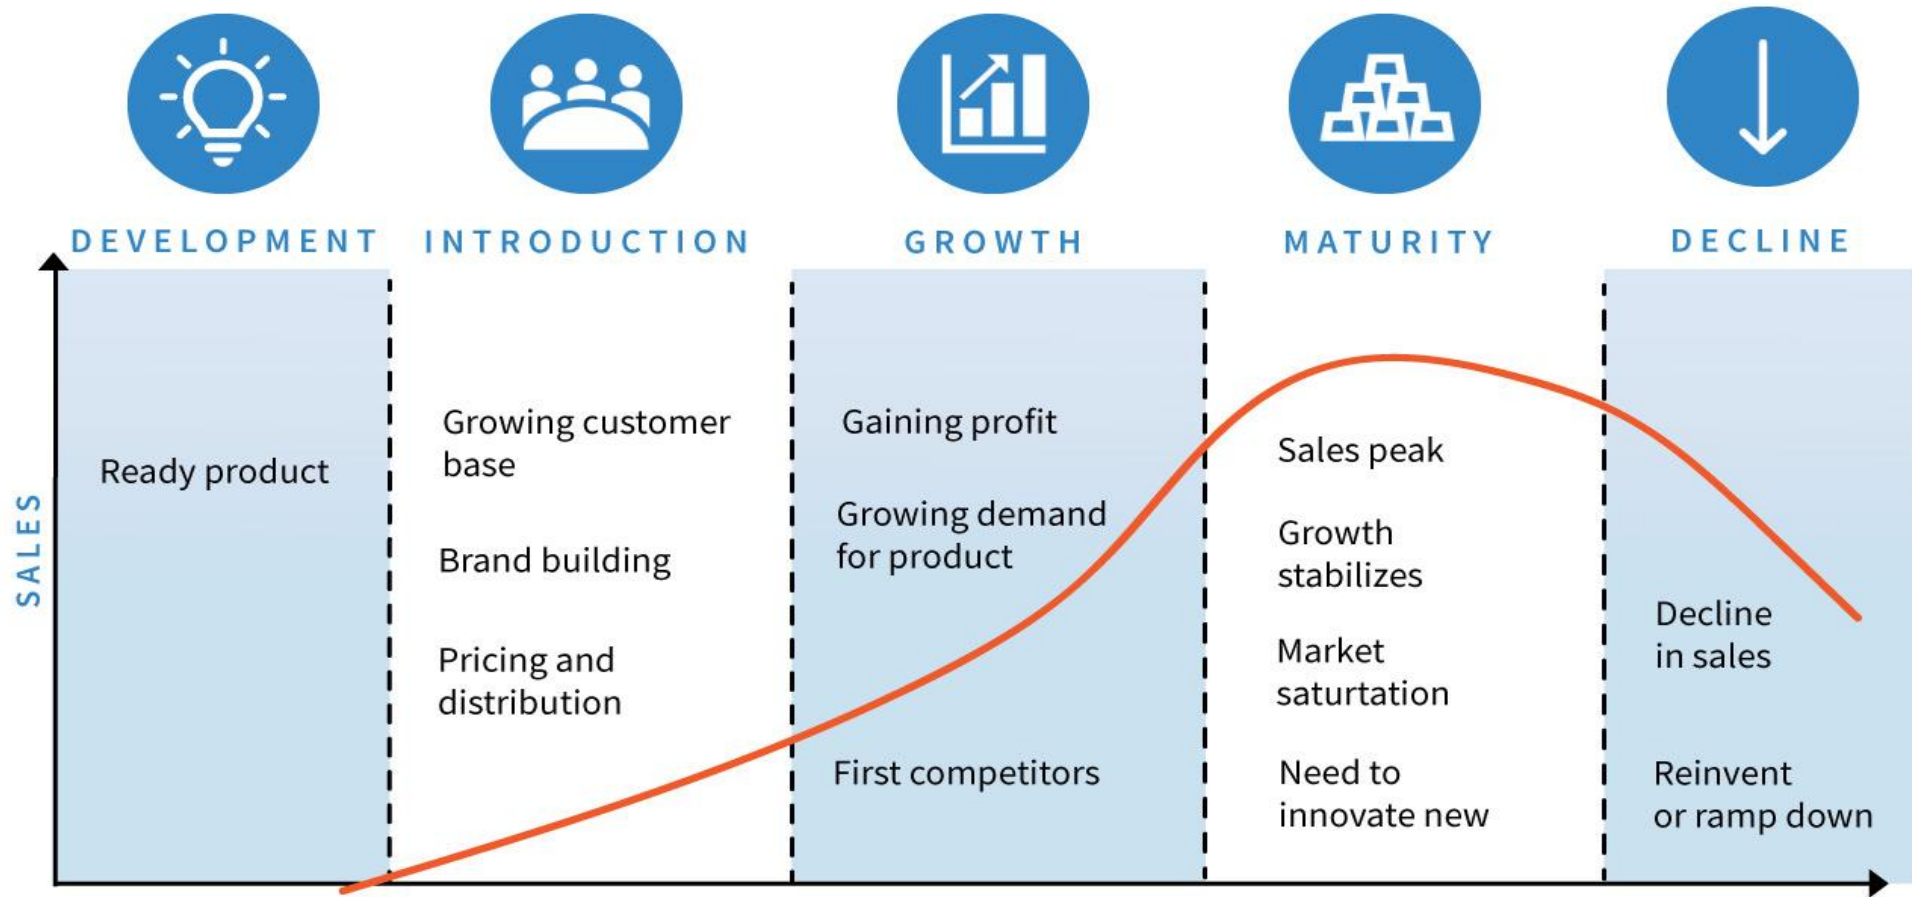 DEVELOPMENT
INTRODUCTION
GROWTH
MATURITY
DECLINE
SALES
Ready product
Growing customer
base
Brand building
Pricing and
distribution
Gaining profit
Growing demand
for product
First competitors
Sales peak
Growth
stabilizes
Market
saturtation
Need to
innovate new
Decline
in sales
Reinvent
or ramp down